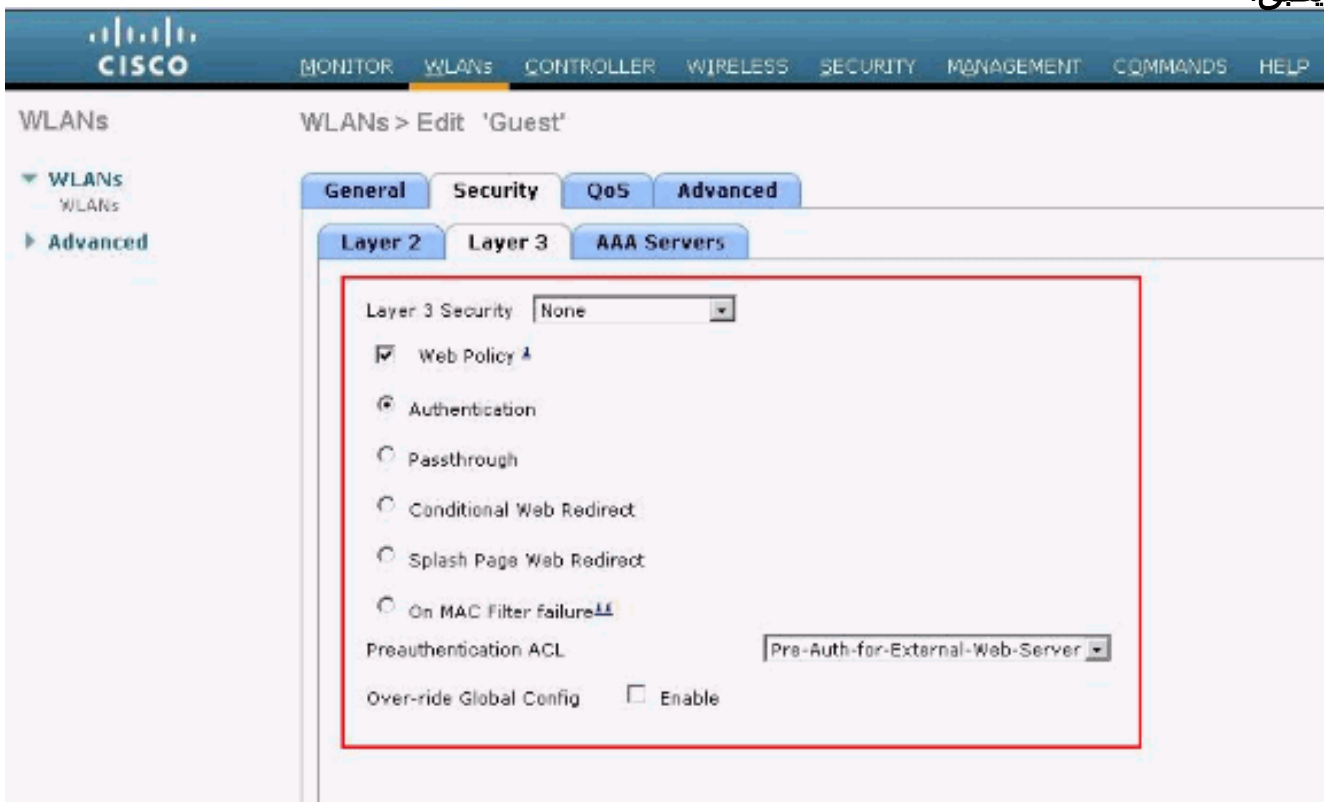 CISCO
MONITOR WLANs CONTROLLER WIRELESS SECURITY MANAGEMENT COMMANDS HELP
WLANs
WLANs > Edit 'Guest'
WLANs
WLANs
Advanced
General Security QoS Advanced
Layer 2 Layer 3 AAA Servers
Layer 3 Security None
Web Policy
Authentication
Passthrough
Conditional Web Redirect
Splash Page Web Redirect
On MAC Filter failure
Preauthentication ACL Pre-Auth-for-External-Web-Server
Over-ride Global Config Enable